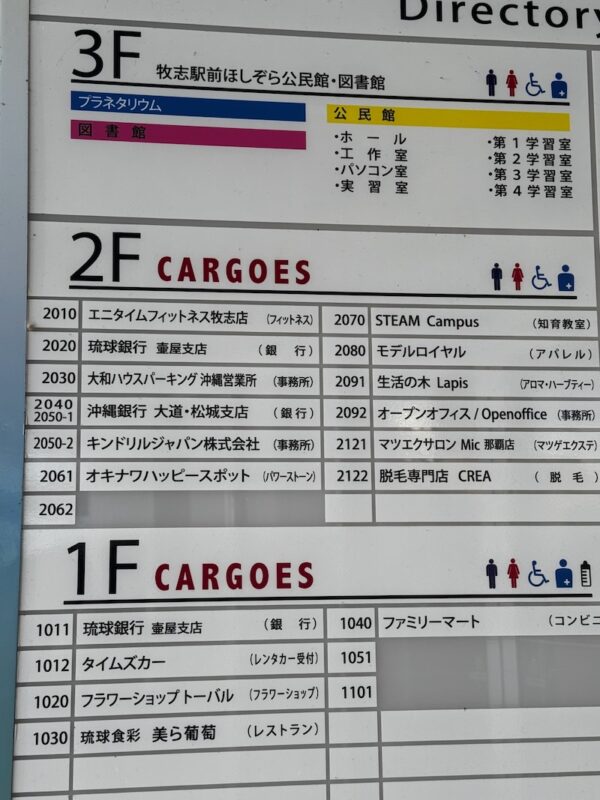 Directory
3F 牧志駅前ほしぞら公民館・図書館
プラネタリウム
図書館
公民館
・ホール
・工作室
・パソコン室
・実習室
・第1学習室
・第2学習室
・第3学習室
・第4学習室
2F CARGOES
2010 エニタイムフィットネス牧志店 (フィットネス)
2020 琉球銀行 壷屋支店 (銀行)
2030 大和ハウスパーキング 沖縄営業所 (事務所)
2040
2050-1 沖縄銀行 大道・松城支店 (銀行)
2050-2 キンドリルジャパン株式会社 (事務所)
2061 オキナワハッピースポット (パワーストーン)
2062
2070 STEAM Campus (知育教室)
2080 モデルロイヤル (アパレル)
2091 生活の木 Lapis (アロマ・ハーブティー)
2092 オープンオフィス / Openoffice (事務所)
2121 マツエクサロン Mic 那覇店 (マツゲエクステ)
2122 脱毛専門店 CREA (脱毛)
1F CARGOES
1011 琉球銀行 壷屋支店 (銀行)
1012 タイムズカー (レンタカー受付)
1020 フラワーショップトーバル (フラワーショップ)
1030 琉球食彩 美ら葡萄 (レストラン)
1040 ファミリーマート (コンビニ
1051
1101